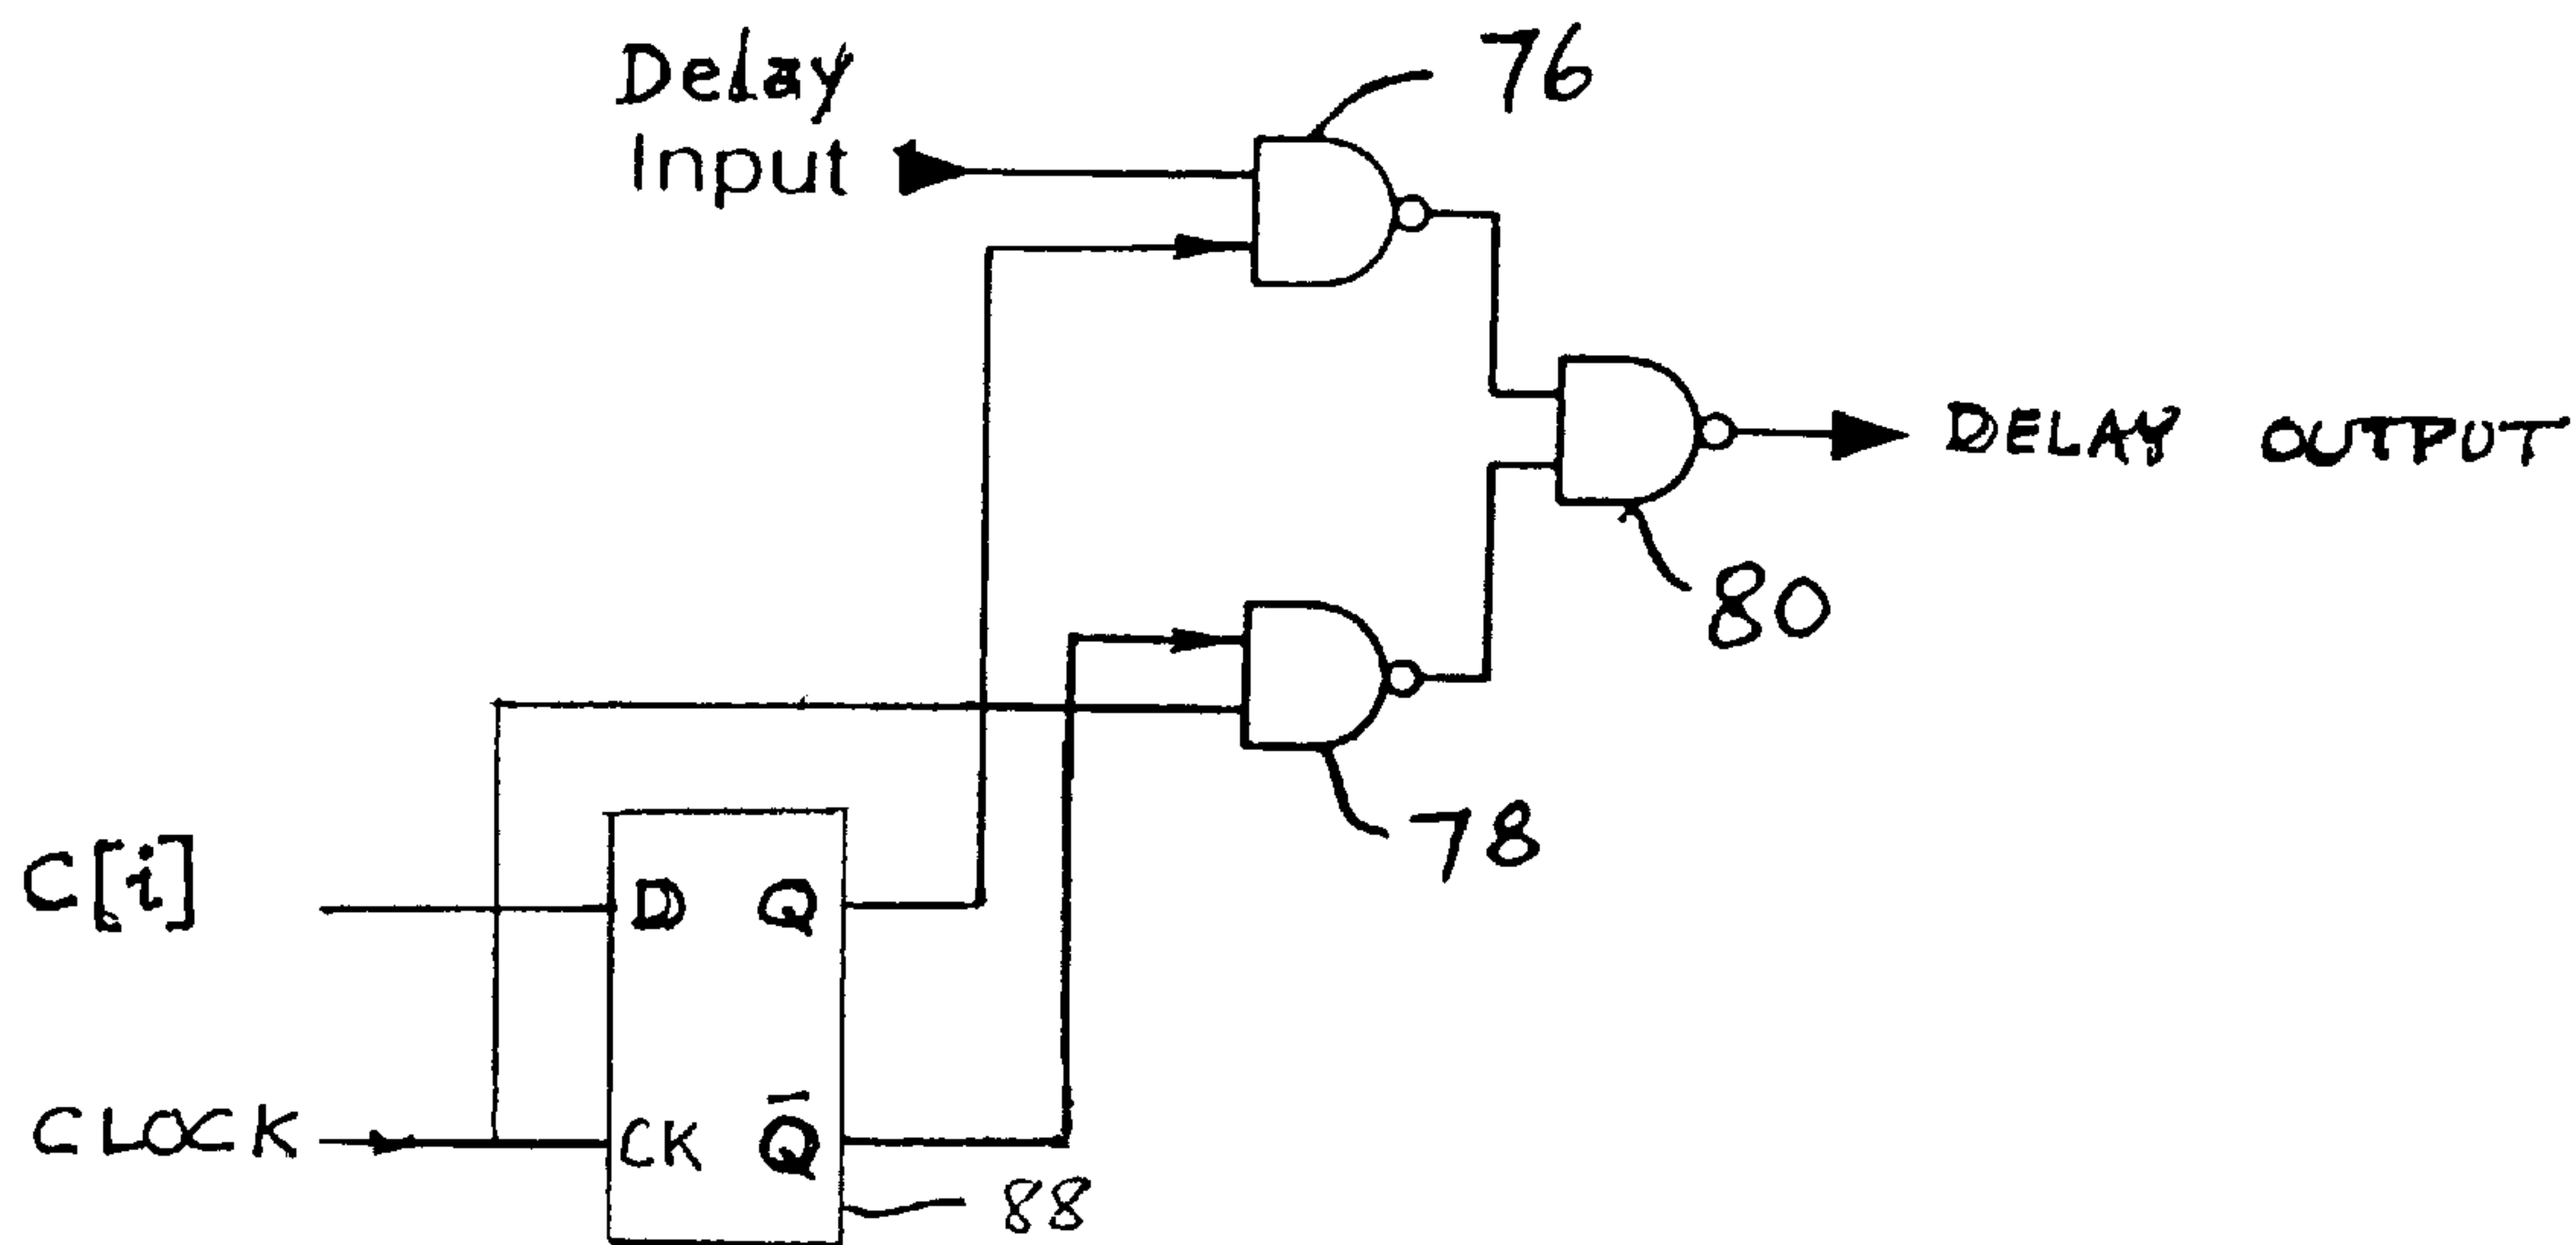 Delay
Input
76
DELAY OUTPUT
80
78
C[i]
D Q
CLOCK
CK Q̅
88